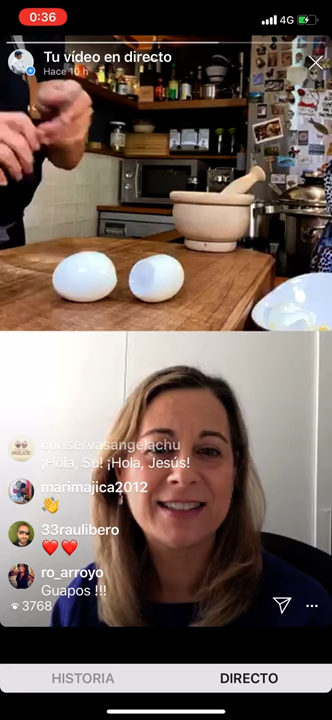 0:36
4G
Tu vídeo en directo
Hace 10 h
conservasangelachu
¡Hola, Su! ¡Hola, Jesús!
marimajica2012
👋
33raulibero
❤️❤️
ro_arroyo
Guapos !!!
3768
HISTORIA
DIRECTO